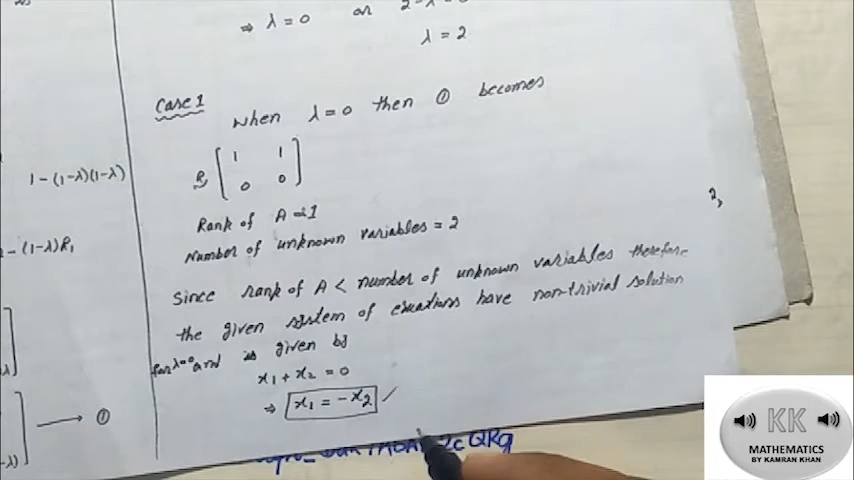 ⇒ λ = 0 or 2-λ = 0
λ = 2
Case 1
When λ = 0 then ① becomes
1-(1-λ)(1-λ)
R [ 1 1
0 0 ]
-(1-λ)R₁
Rank of A = 1
Number of unknown variables = 2
2,
Since rank of A < number of unknown variables therefore
the given system of equations have non-trivial solution
for λ=0 and is given by
x₁ + x₂ = 0
⇒ x₁ = -x₂
→ ①
KK
MATHEMATICS
BY KAMRAN KHAN